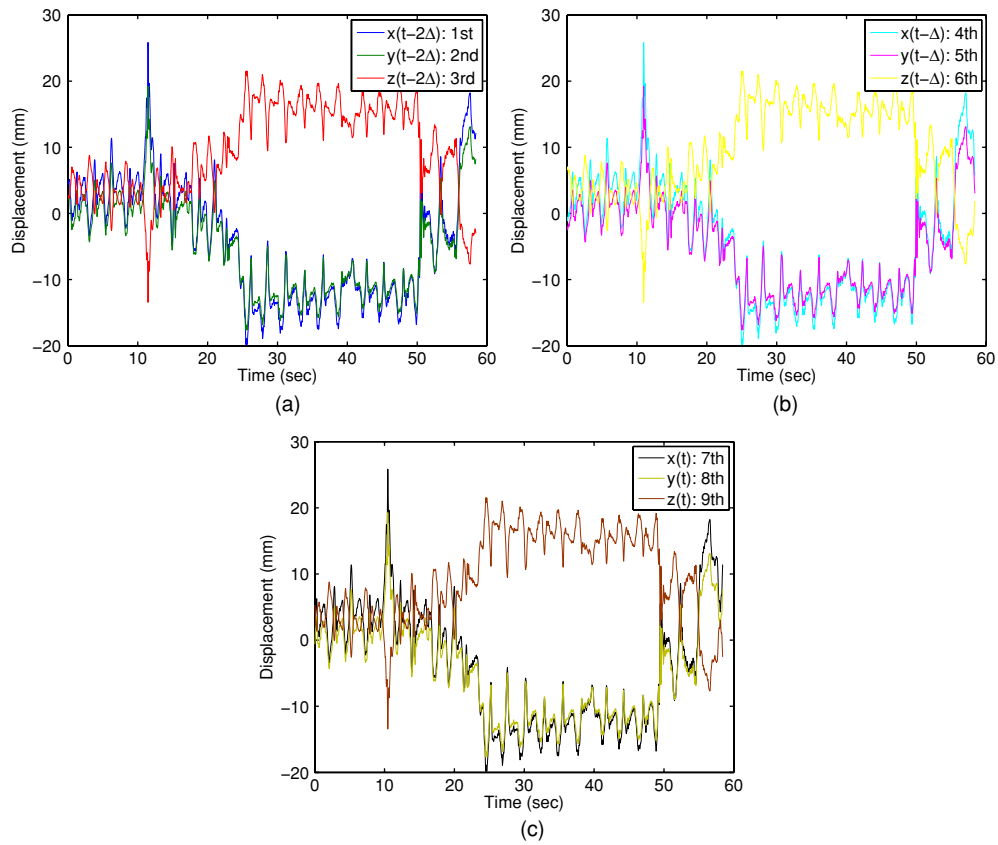 30
20
10
0
−10
−20
Displacement (mm)
0 10 20 30 40 50 60
Time (sec)
x(t−2Δ): 1st
y(t−2Δ): 2nd
z(t−2Δ): 3rd
(a)
30
20
10
0
−10
−20
Displacement (mm)
0 10 20 30 40 50 60
Time (sec)
x(t−Δ): 4th
y(t−Δ): 5th
z(t−Δ): 6th
(b)
30
20
10
0
−10
−20
Displacement (mm)
0 10 20 30 40 50 60
Time (sec)
x(t): 7th
y(t): 8th
z(t): 9th
(c)